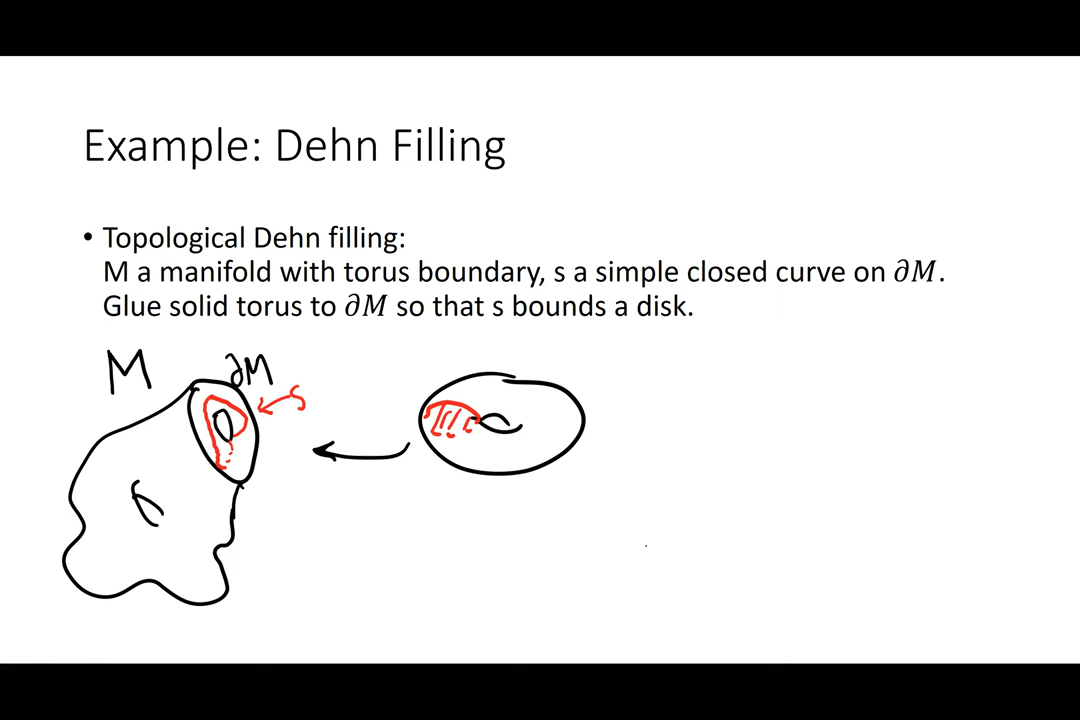 Example: Dehn Filling
• Topological Dehn filling:
M a manifold with torus boundary, s a simple closed curve on ∂M.
Glue solid torus to ∂M so that s bounds a disk.
M ∂M
s